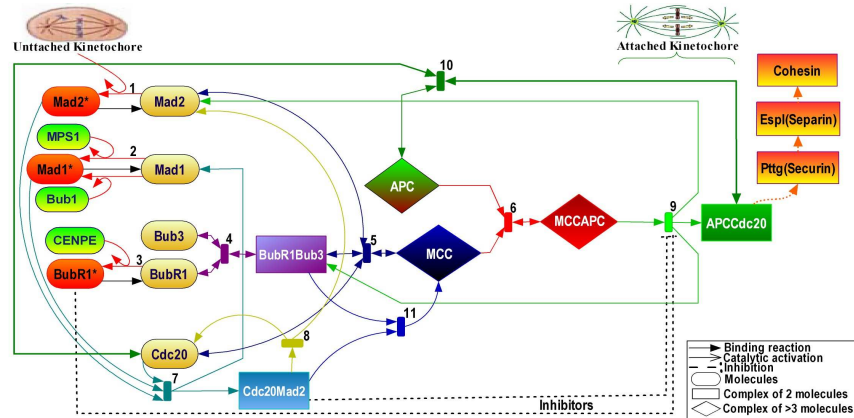 Unttached Kinetochore
Attached Kinetochore
10
Cohesin
1
Mad2*
Mad2
Espl(Separin)
MPS1
2
Mad1*
Mad1
Pttg(Securin)
Bub1
APC
6
MCCAPC
9
APCCdc20
Bub3
CENPE
4
BubR1Bub3
5
MCC
3
BubR1*
BubR1
11
8
Cdc20
7
Cdc20Mad2
Inhibitors
Binding reaction
Catalytic activation
Inhibition
Molecules
Complex of 2 molecules
Complex of >3 molecules